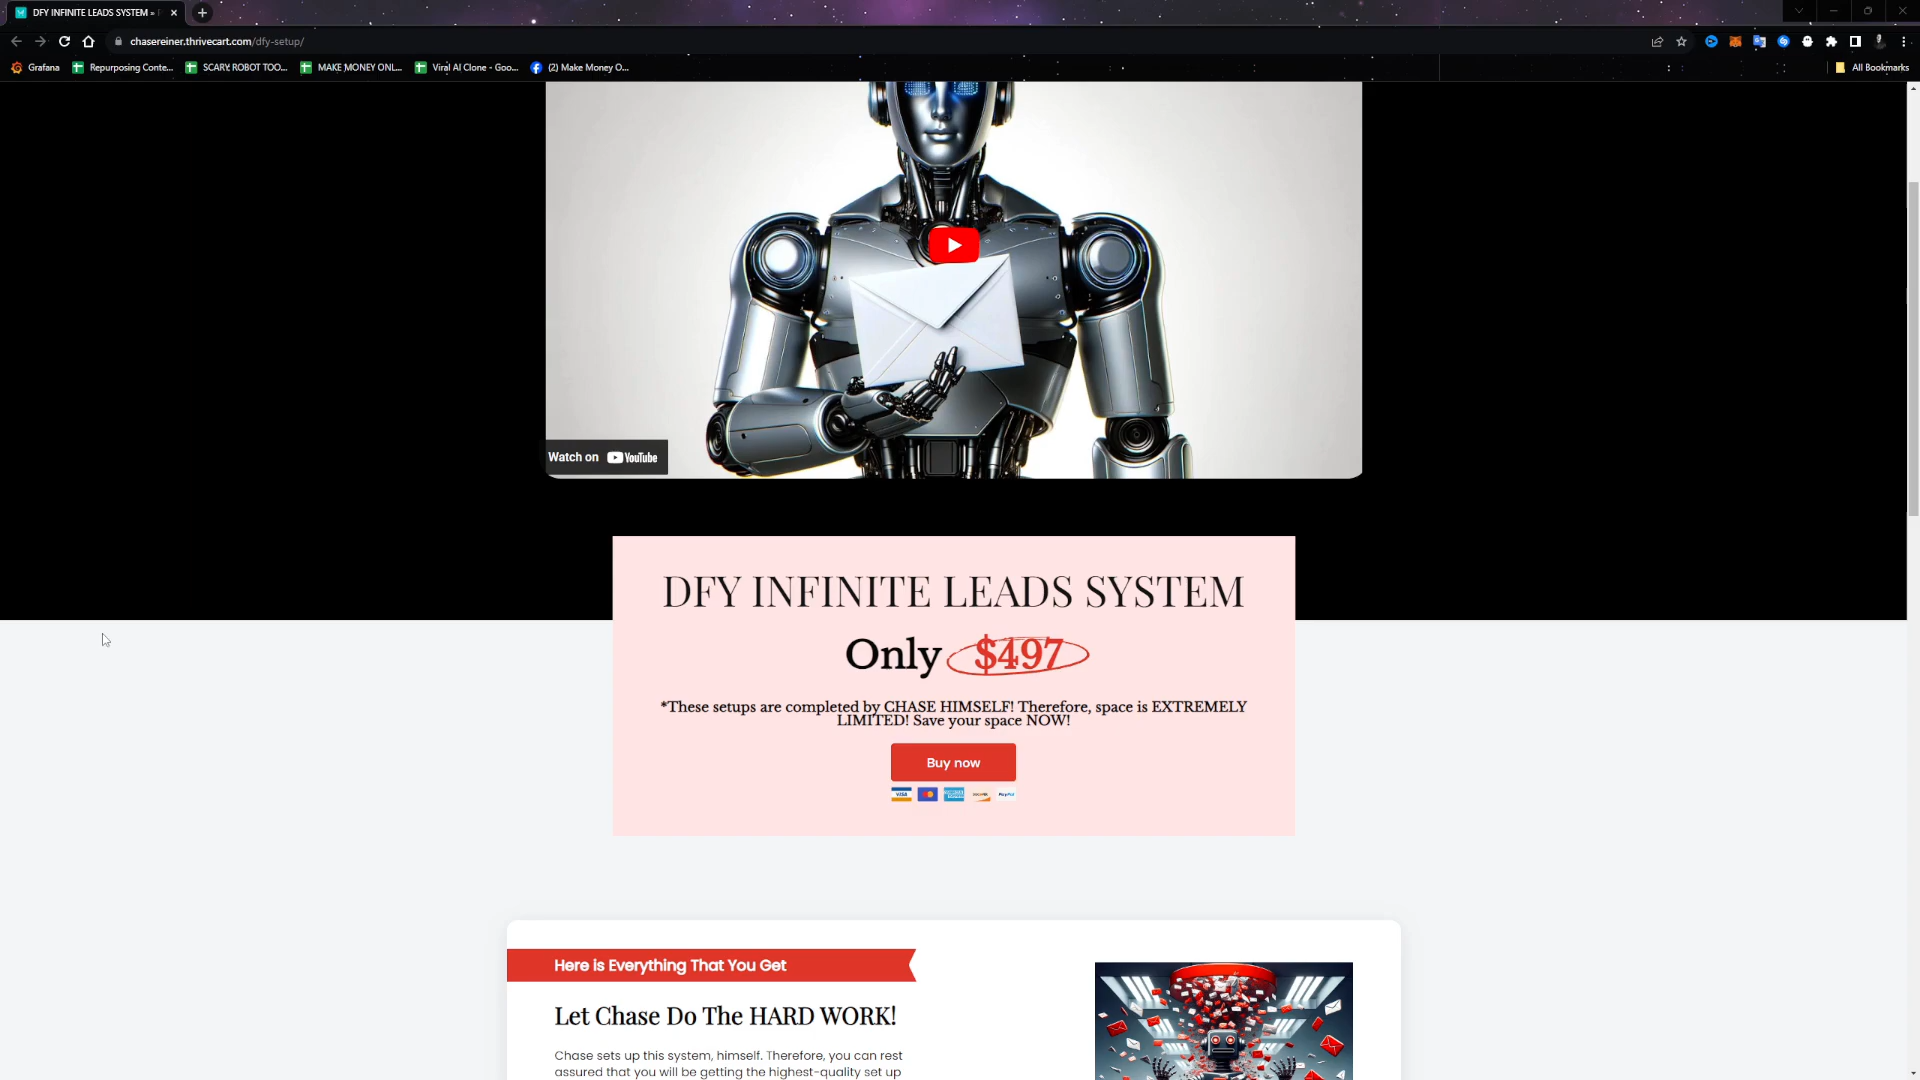 DFY INFINITE LEADS SYSTEM »
chasereiner.thrivecart.com/dfy-setup/
Grafana
Repurposing Conte...
SCARY ROBOT TOO...
MAKE MONEY ONL...
Viral AI Clone - Goo...
(2) Make Money O...
All Bookmarks
Watch on YouTube
DFY INFINITE LEADS SYSTEM
Only $497
*These setups are completed by CHASE HIMSELF! Therefore, space is EXTREMELY
LIMITED! Save your space NOW!
Buy now
VISA
PayPal
Here is Everything That You Get
Let Chase Do The HARD WORK!
Chase sets up this system, himself. Therefore, you can rest
assured that you will be getting the highest-quality set up